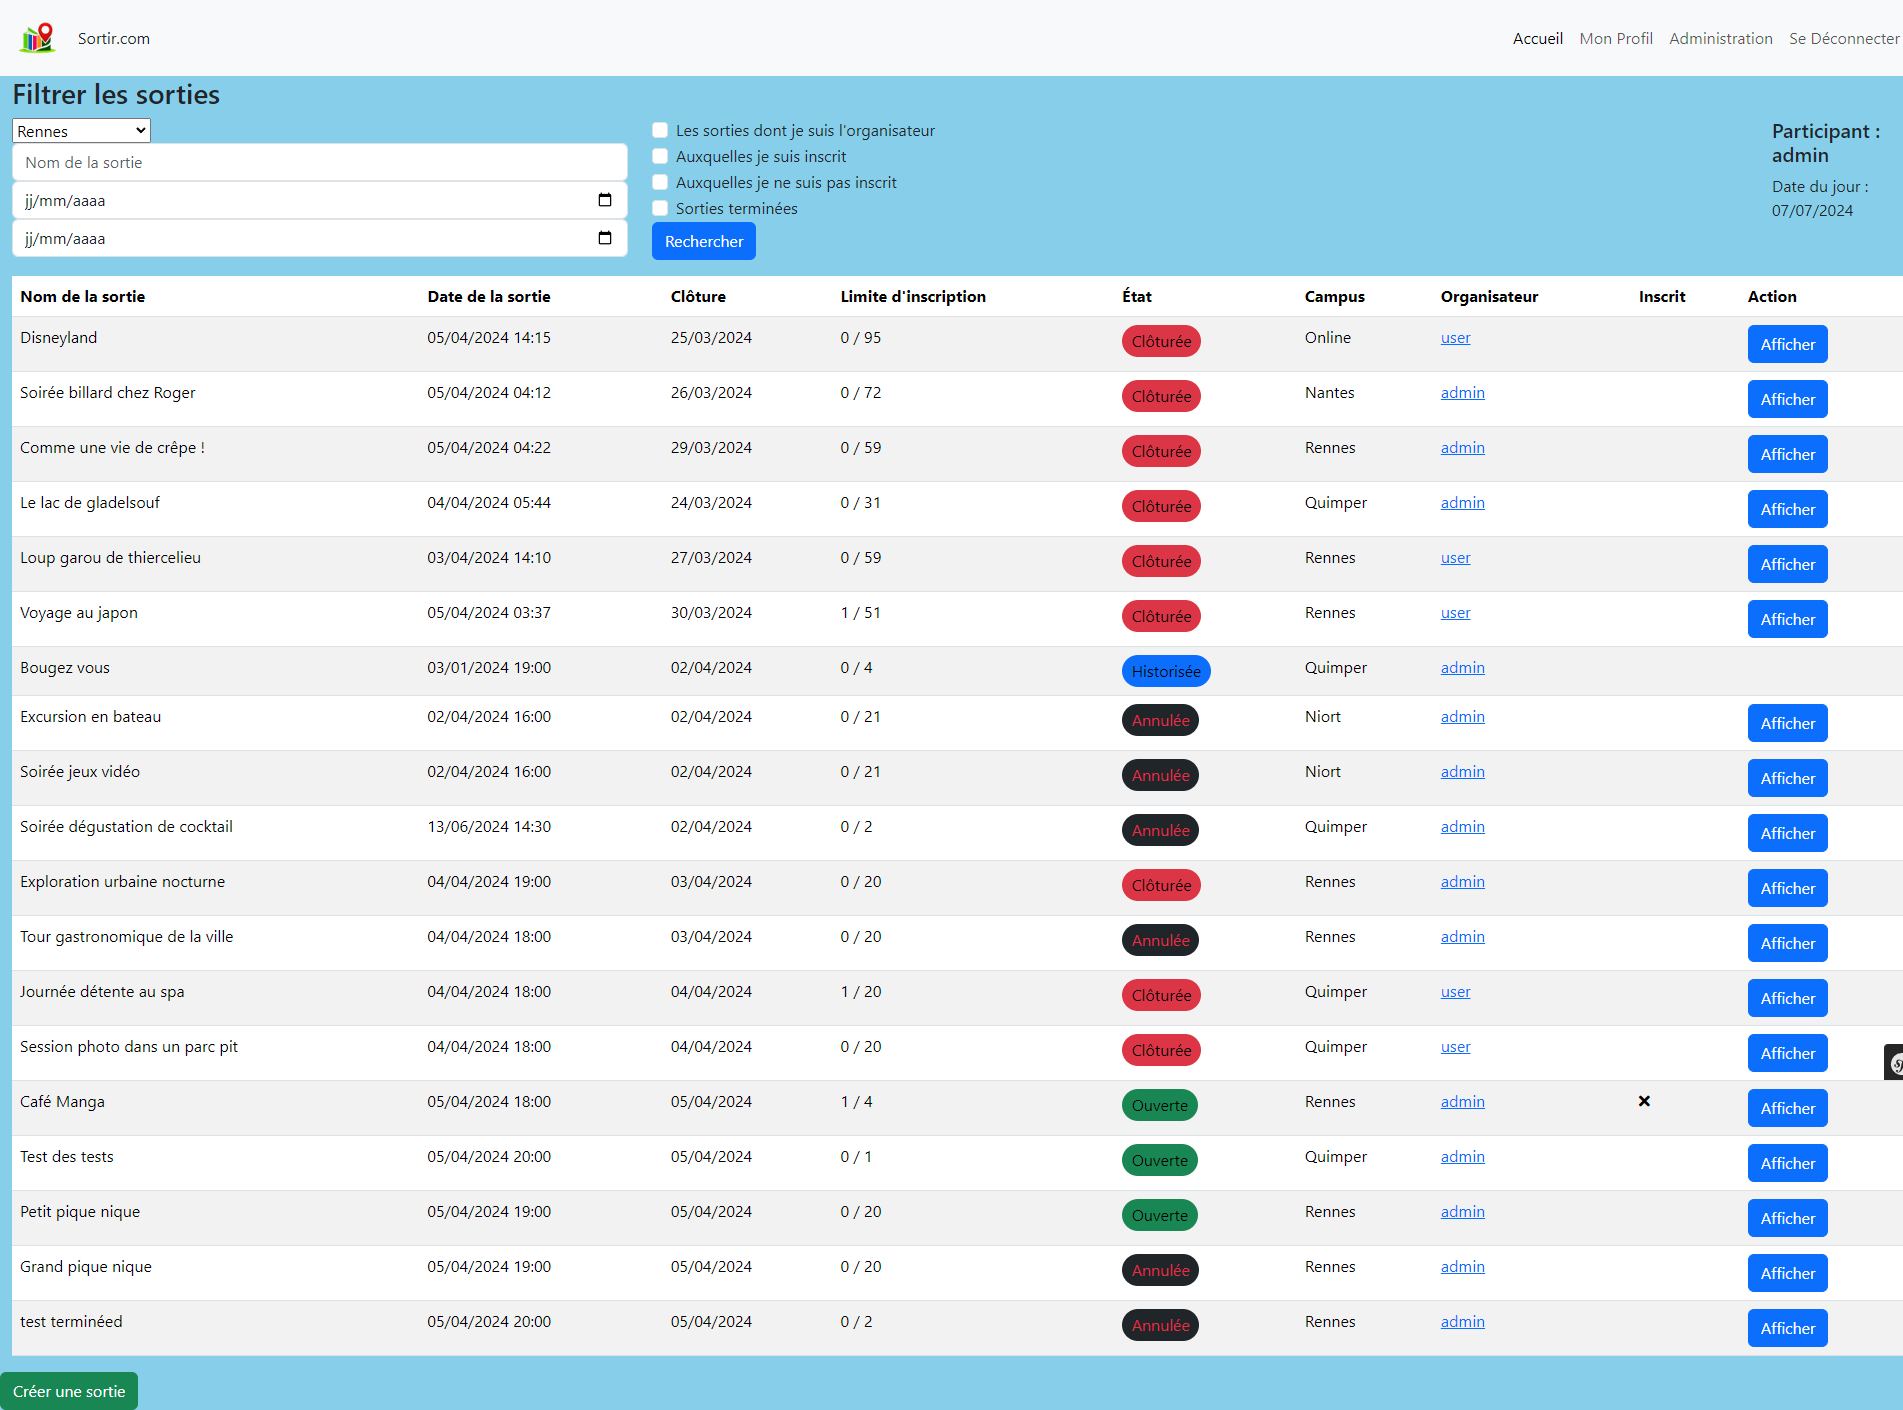 Sortir.com
Accueil Mon Profil Administration Se Déconnecter
Filtrer les sorties
Rennes
Nom de la sortie
jj/mm/aaaa
jj/mm/aaaa
Les sorties dont je suis l'organisateur
Auxquelles je suis inscrit
Auxquelles je ne suis pas inscrit
Sorties terminées
Rechercher
Participant :
admin
Date du jour :
07/07/2024
Nom de la sortie Date de la sortie Clôture Limite d'inscription État Campus Organisateur Inscrit Action
Disneyland 05/04/2024 14:15 25/03/2024 0 / 95 Clôturée Online user Afficher
Soirée billard chez Roger 05/04/2024 04:12 26/03/2024 0 / 72 Clôturée Nantes admin Afficher
Comme une vie de crêpe ! 05/04/2024 04:22 29/03/2024 0 / 59 Clôturée Rennes admin Afficher
Le lac de gladelsouf 04/04/2024 05:44 24/03/2024 0 / 31 Clôturée Quimper admin Afficher
Loup garou de thiercelieu 03/04/2024 14:10 27/03/2024 0 / 59 Clôturée Rennes user Afficher
Voyage au japon 05/04/2024 03:37 30/03/2024 1 / 51 Clôturée Rennes user Afficher
Bougez vous 03/01/2024 19:00 02/04/2024 0 / 4 Historisée Quimper admin
Excursion en bateau 02/04/2024 16:00 02/04/2024 0 / 21 Annulée Niort admin Afficher
Soirée jeux vidéo 02/04/2024 16:00 02/04/2024 0 / 21 Annulée Niort admin Afficher
Soirée dégustation de cocktail 13/06/2024 14:30 02/04/2024 0 / 2 Annulée Quimper admin Afficher
Exploration urbaine nocturne 04/04/2024 19:00 03/04/2024 0 / 20 Clôturée Rennes admin Afficher
Tour gastronomique de la ville 04/04/2024 18:00 03/04/2024 0 / 20 Annulée Rennes admin Afficher
Journée détente au spa 04/04/2024 18:00 04/04/2024 1 / 20 Clôturée Quimper user Afficher
Session photo dans un parc pit 04/04/2024 18:00 04/04/2024 0 / 20 Clôturée Quimper user Afficher
Café Manga 05/04/2024 18:00 05/04/2024 1 / 4 Ouverte Rennes admin Afficher
Test des tests 05/04/2024 20:00 05/04/2024 0 / 1 Ouverte Quimper admin Afficher
Petit pique nique 05/04/2024 19:00 05/04/2024 0 / 20 Ouverte Rennes admin Afficher
Grand pique nique 05/04/2024 19:00 05/04/2024 0 / 20 Annulée Rennes admin Afficher
test terminéed 05/04/2024 20:00 05/04/2024 0 / 2 Annulée Rennes admin Afficher
Créer une sortie